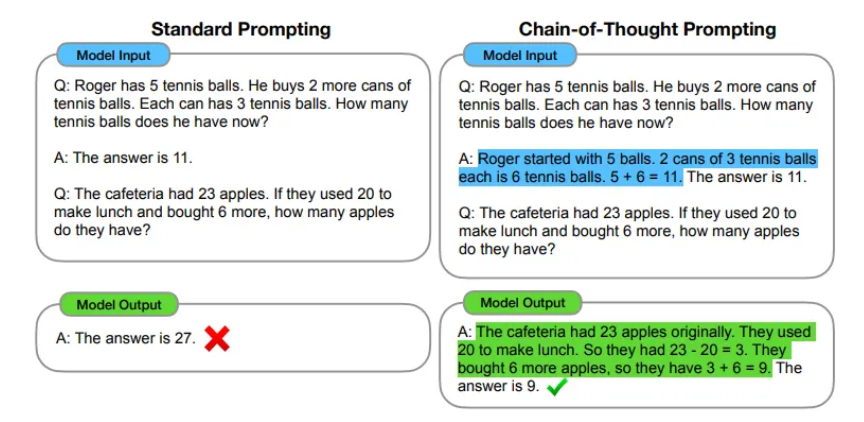 Standard Prompting
Model Input
Q: Roger has 5 tennis balls. He buys 2 more cans of
tennis balls. Each can has 3 tennis balls. How many
tennis balls does he have now?
A: The answer is 11.
Q: The cafeteria had 23 apples. If they used 20 to
make lunch and bought 6 more, how many apples
do they have?
Model Output
A: The answer is 27.
Chain-of-Thought Prompting
Model Input
Q: Roger has 5 tennis balls. He buys 2 more cans of
tennis balls. Each can has 3 tennis balls. How many
tennis balls does he have now?
A: Roger started with 5 balls. 2 cans of 3 tennis balls
each is 6 tennis balls. 5 + 6 = 11. The answer is 11.
Q: The cafeteria had 23 apples. If they used 20 to
make lunch and bought 6 more, how many apples
do they have?
Model Output
A: The cafeteria had 23 apples originally. They used
20 to make lunch. So they had 23 - 20 = 3. They
bought 6 more apples, so they have 3 + 6 = 9. The
answer is 9.